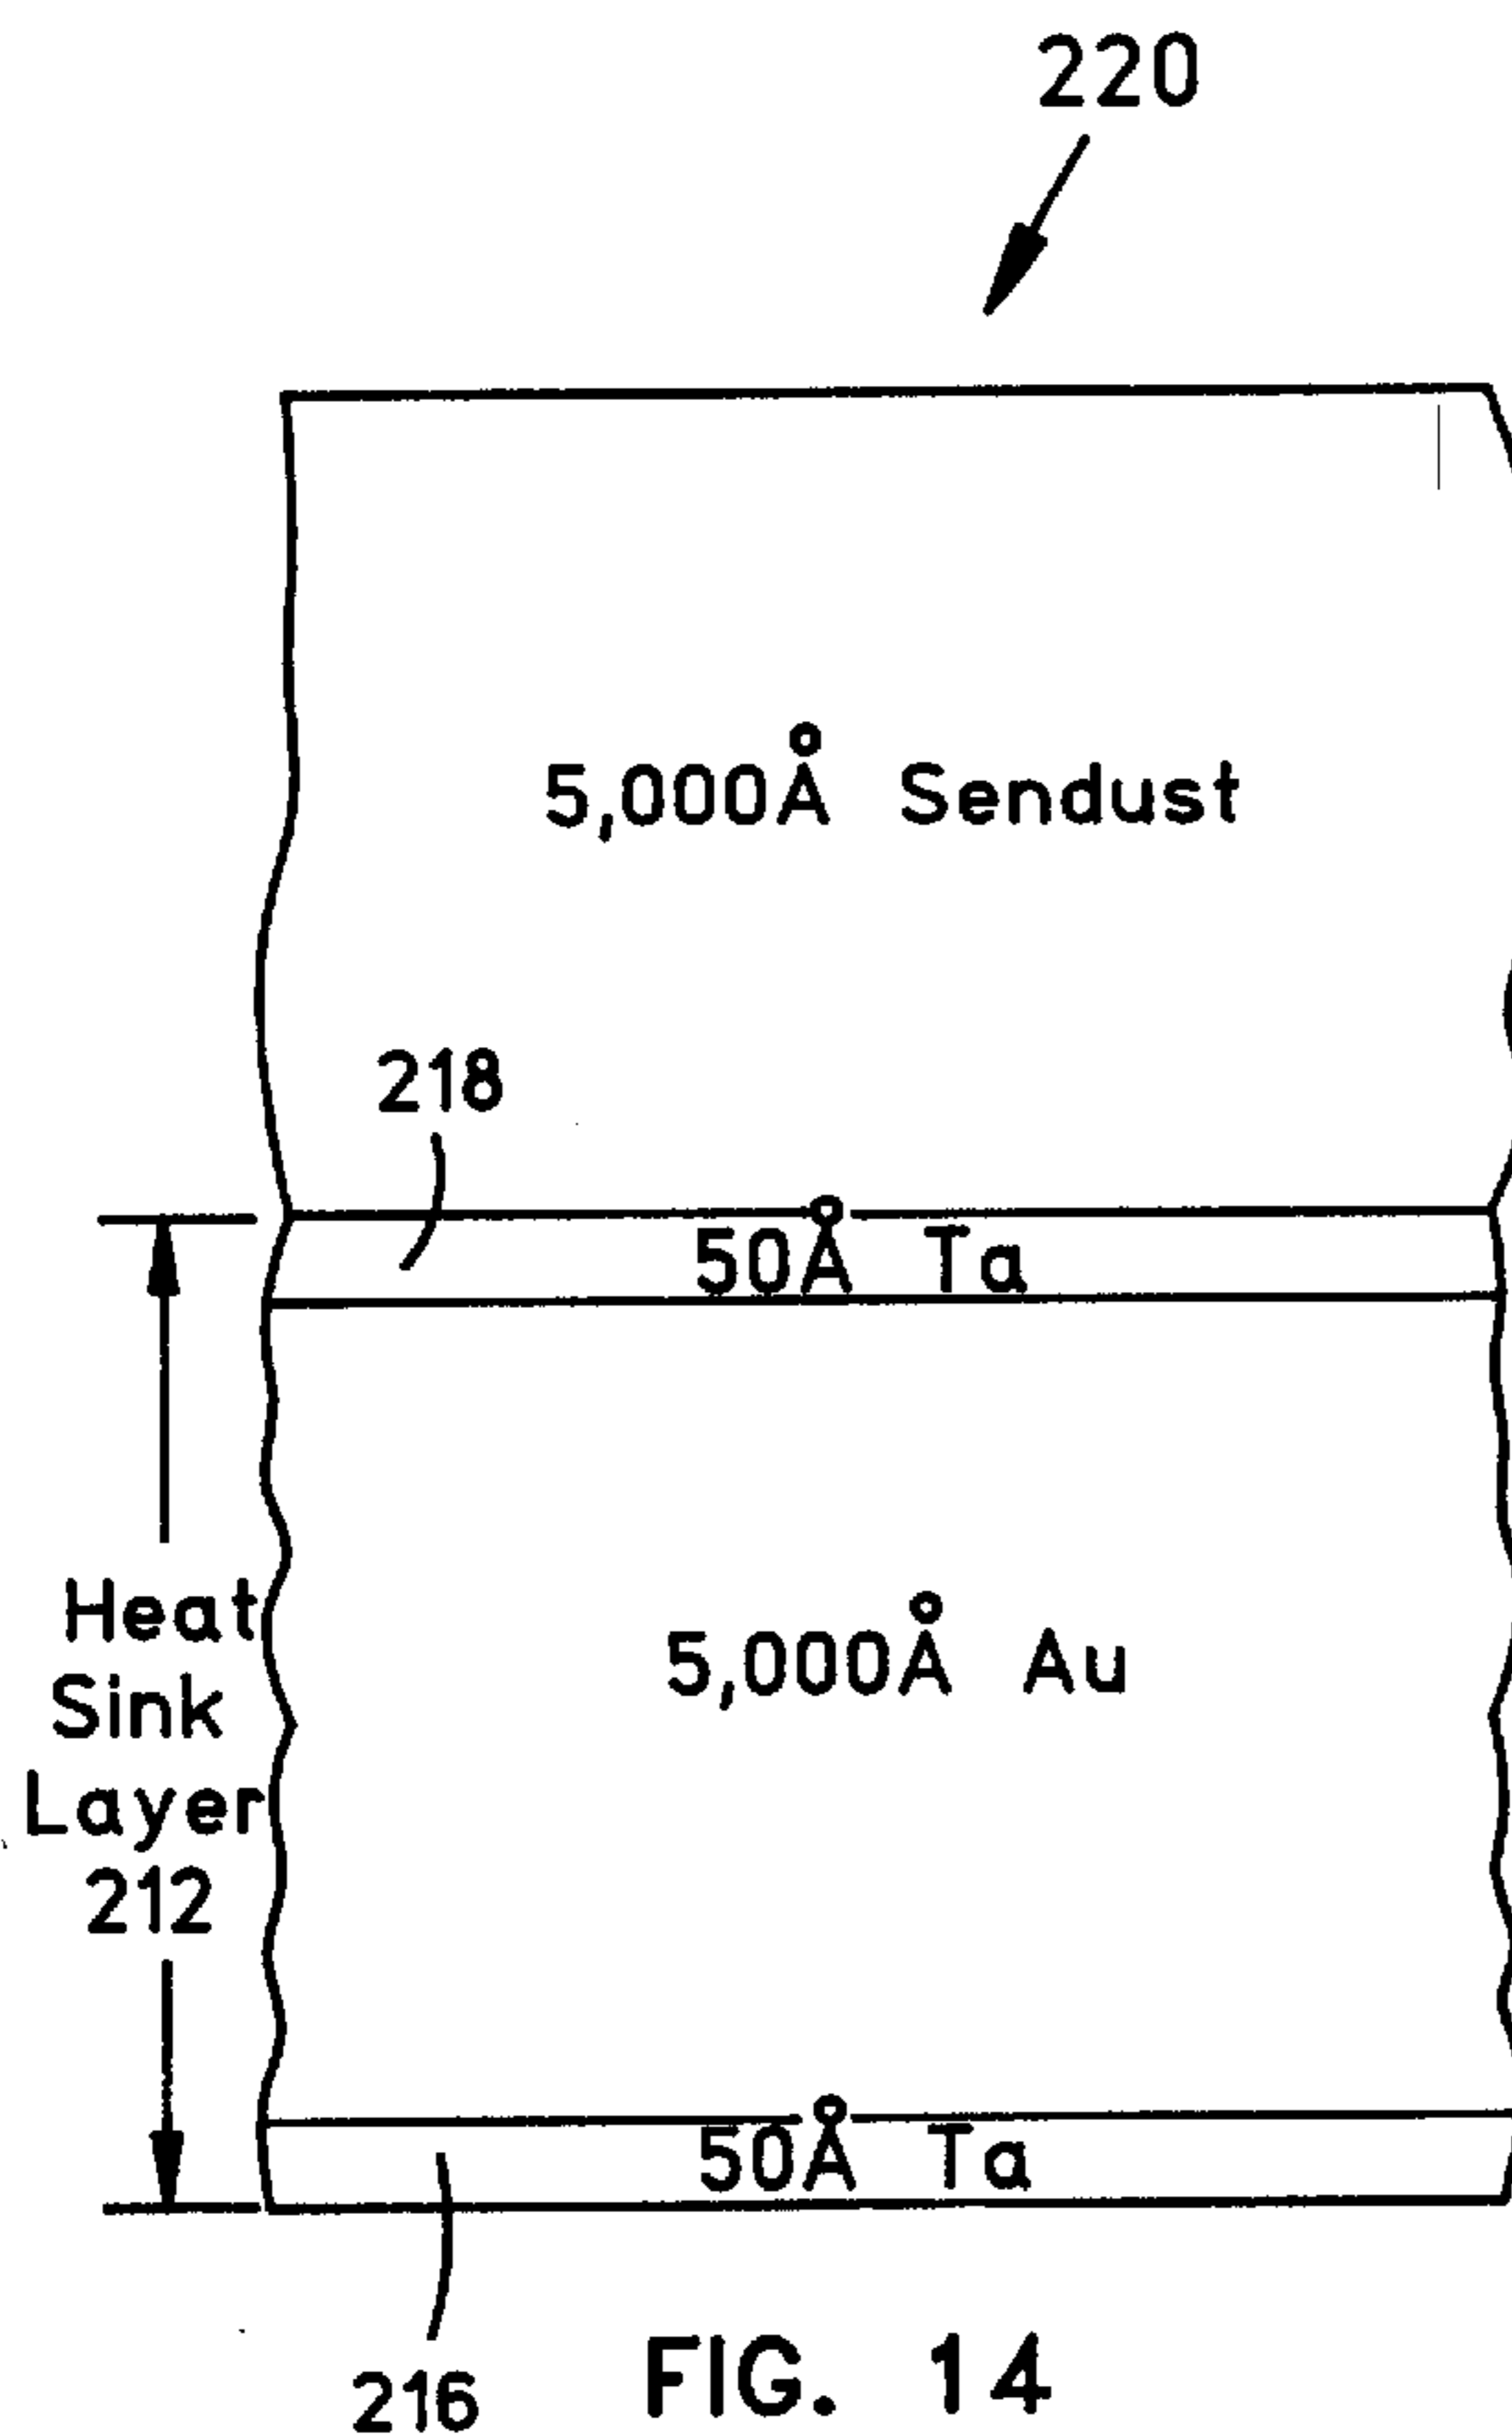 220
5,000Å Sendust
218
50Å Ta
5,000Å Au
Heat
Sink
Layer
212
50Å Ta
216
FIG. 14